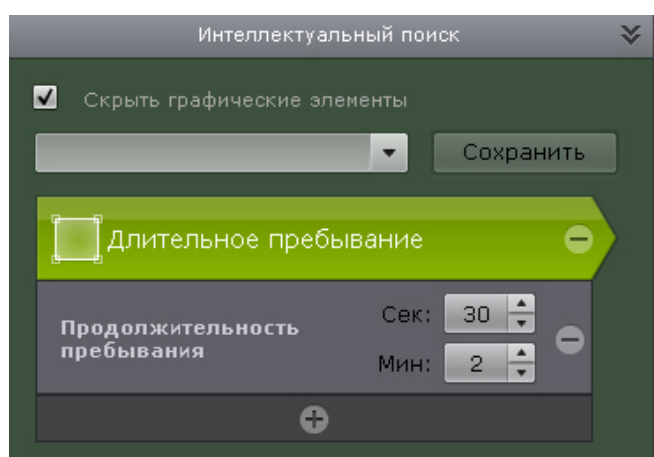 Интеллектуальный поиск
Скрыть графические элементы
Сохранить
Длительное пребывание
Продолжительность
пребывания
Сек: 30
Мин: 2